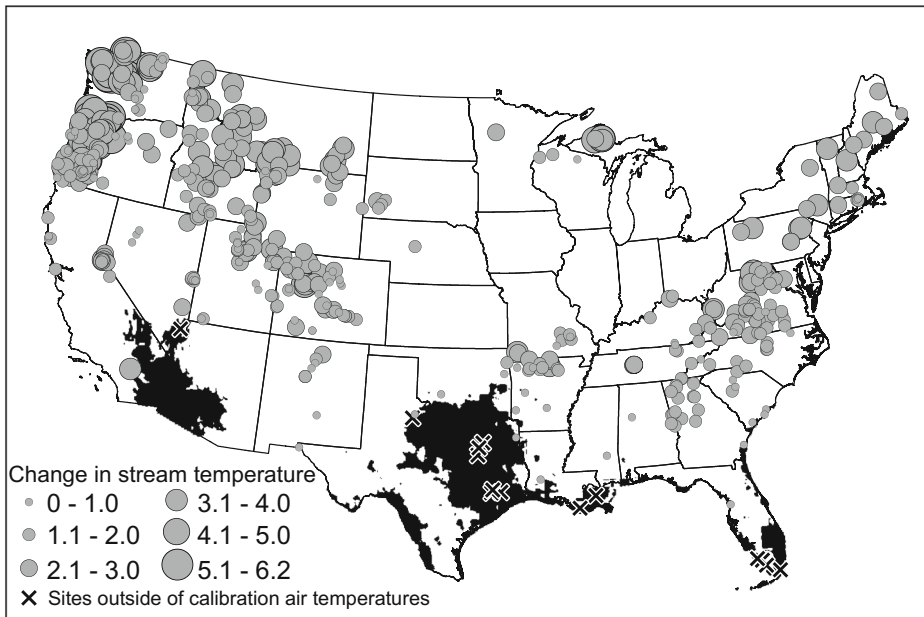 Change in stream temperature
0 - 1.0
3.1 - 4.0
1.1 - 2.0
4.1 - 5.0
2.1 - 3.0
5.1 - 6.2
Sites outside of calibration air temperatures